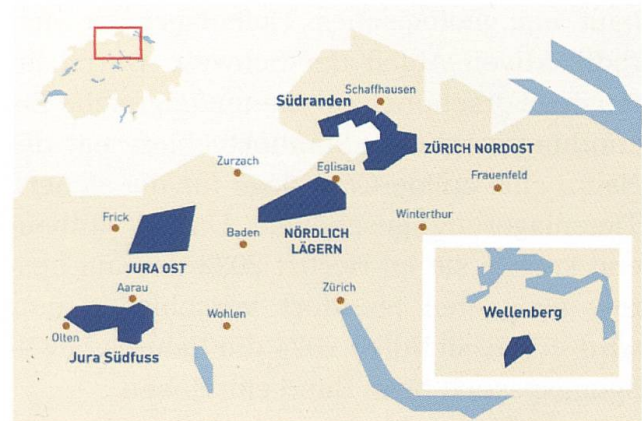 Schaffhausen
Südranden
ZÜRICH NORDOST
Zurzach
Eglisau
Frauenfeld
Frick
NÖRDLICH
LÄGERN
Winterthur
Baden
JURA OST
Aarau
Zürich
Wellenberg
Olten
Wohlen
Jura Südfuss